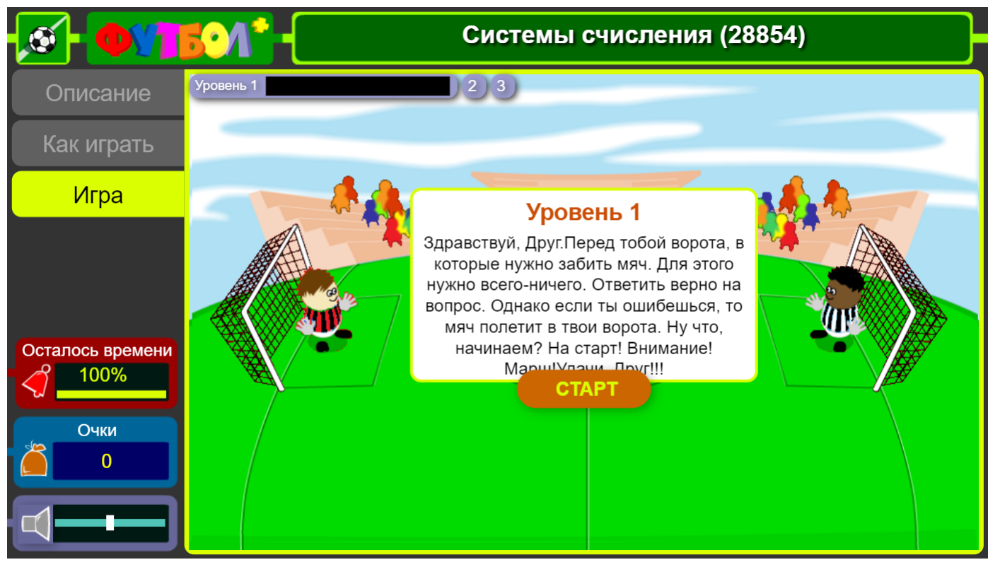 ФУТБОЛ+
Системы счисления (28854)
Описание
Как играть
Игра
Осталось времени
100%
Очки
0
Уровень 1
2
3
Уровень 1
Здравствуй, Друг.Перед тобой ворота, в
которые нужно забить мяч. Для этого
нужно всего-ничего. Ответить верно на
вопрос. Однако если ты ошибешься, то
мяч полетит в твои ворота. Ну что,
начинаем? На старт! Внимание!
Марш!Удачи, Друг!!!
СТАРТ